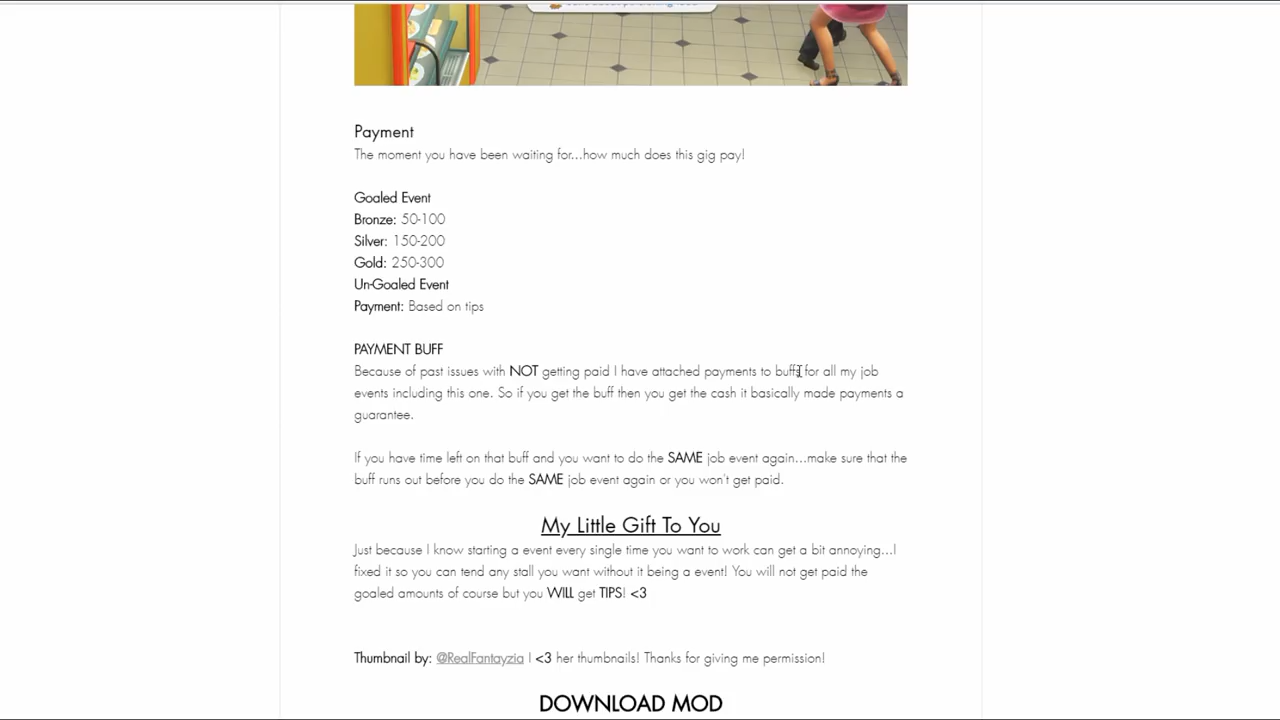 Payment
The moment you have been waiting for...how much does this gig pay!
Goaled Event
Bronze: 50-100
Silver: 150-200
Gold: 250-300
Un-Goaled Event
Payment: Based on tips
PAYMENT BUFF
Because of past issues with NOT getting paid I have attached payments to buffs for all my job
events including this one. So if you get the buff then you get the cash it basically made payments a
guarantee.
If you have time left on that buff and you want to do the SAME job event again...make sure that the
buff runs out before you do the SAME job event again or you won't get paid.
My Little Gift To You
Just because I know starting a event every single time you want to work can get a bit annoying...I
fixed it so you can tend any stall you want without it being a event! You will not get paid the
goaled amounts of course but you WILL get TIPS! <3
Thumbnail by: @RealFantayzia I <3 her thumbnails! Thanks for giving me permission!
DOWNLOAD MOD